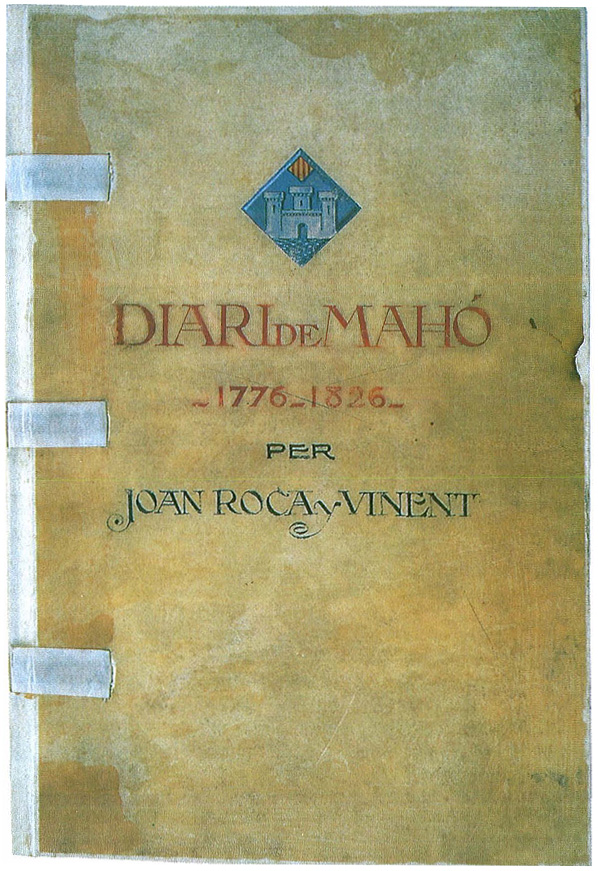 DIARI DE MAHÓ
-1776-1826-
PER
JOAN ROCA y VINENT